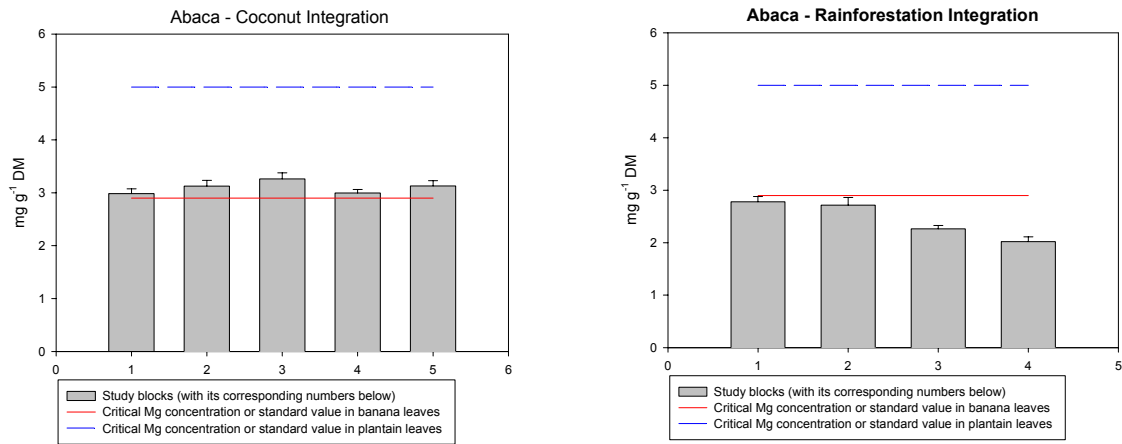 Abaca - Coconut Integration
6
5
4
3
2
1
0
mg g⁻¹ DM
0 1 2 3 4 5 6
Study blocks (with its corresponding numbers below)
Critical Mg concentration or standard value in banana leaves
Critical Mg concentration or standard value in plantain leaves
Abaca - Rainforestation Integration
6
5
4
3
2
1
0
mg g⁻¹ DM
0 1 2 3 4 5
Study blocks (with its corresponding numbers below)
Critical Mg concentration or standard value in banana leaves
Critical Mg concentration or standard value in plantain leaves